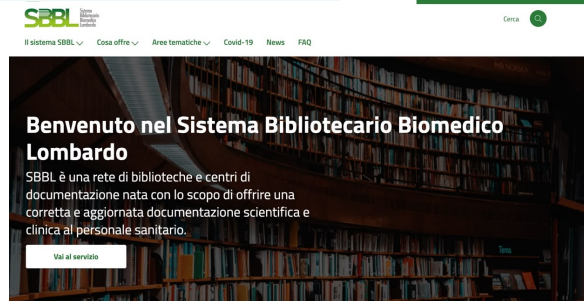 SBBL Sistema
Bibliotecario
Biomedico
Lombardo
Cerca
Il sistema SBBL Cosa offre Aree tematiche Covid-19 News FAQ
Benvenuto nel Sistema Bibliotecario Biomedico
Lombardo
SBBL è una rete di biblioteche e centri di
documentazione nata con lo scopo di offrire una
corretta e aggiornata documentazione scientifica e
clinica al personale sanitario.
Vai al servizio